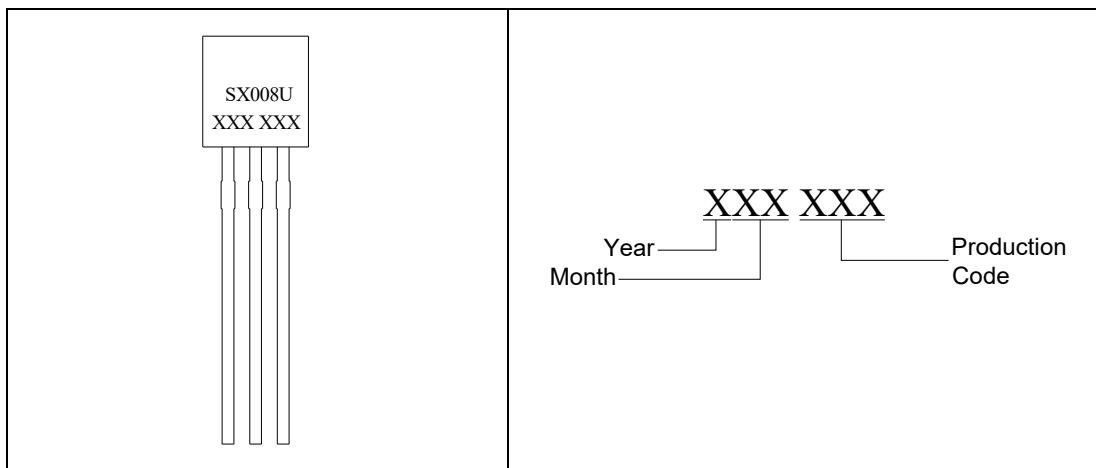 SX008U
XXX XXX
XXX XXX
Year
Month
Production
Code